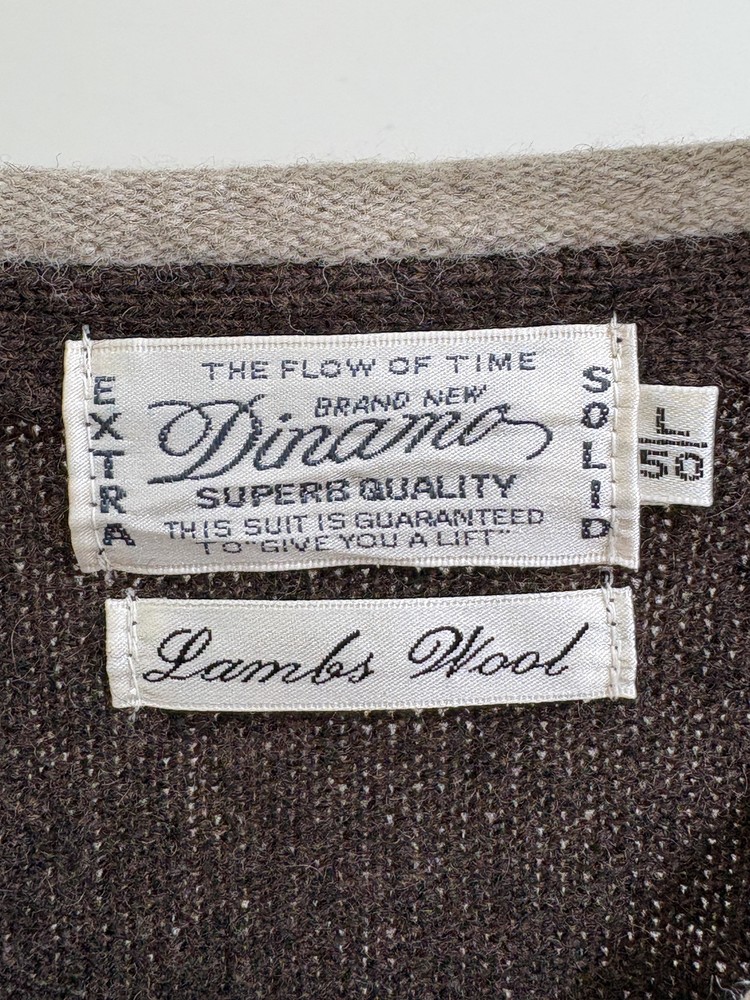 THE FLOW OF TIME
BRAND NEW
Dinamo
SUPERB QUALITY
THIS SUIT IS GUARANTEED
TO "GIVE YOU A LIFT"
EXTRA
SOLID
L
50
Lambs Wool